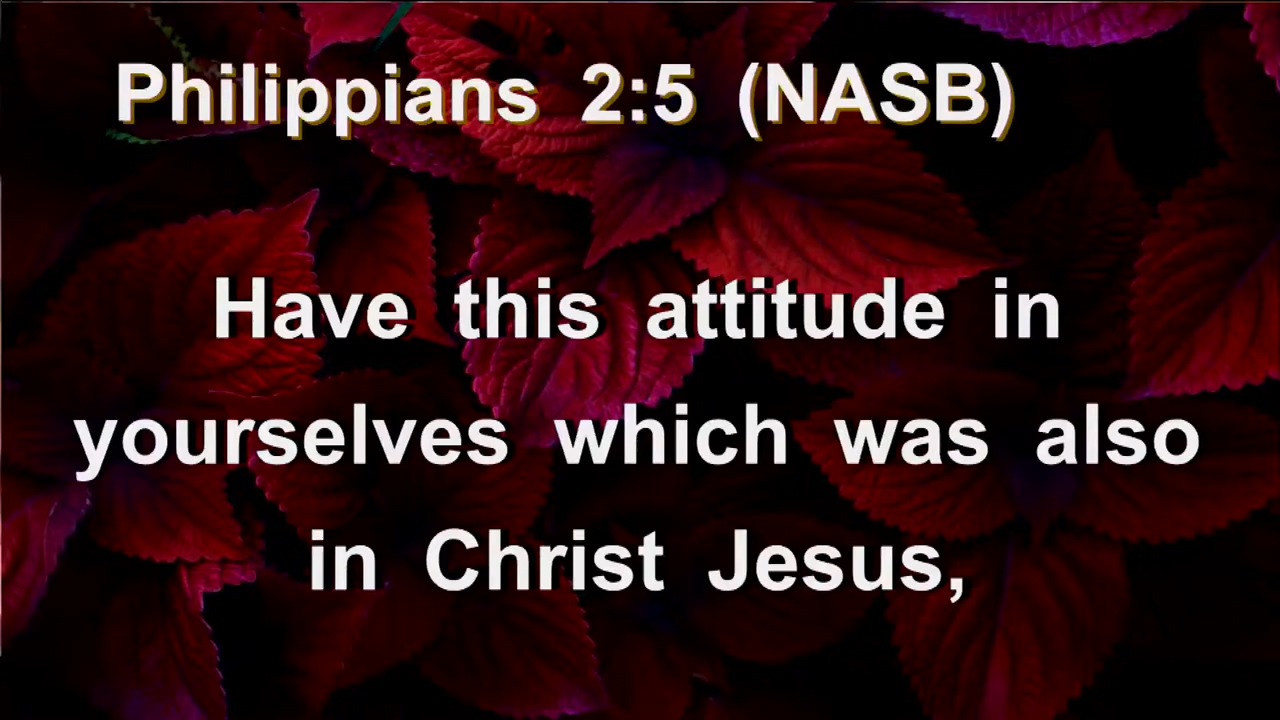 Philippians 2:5 (NASB)
Have this attitude in
yourselves which was also
in Christ Jesus,